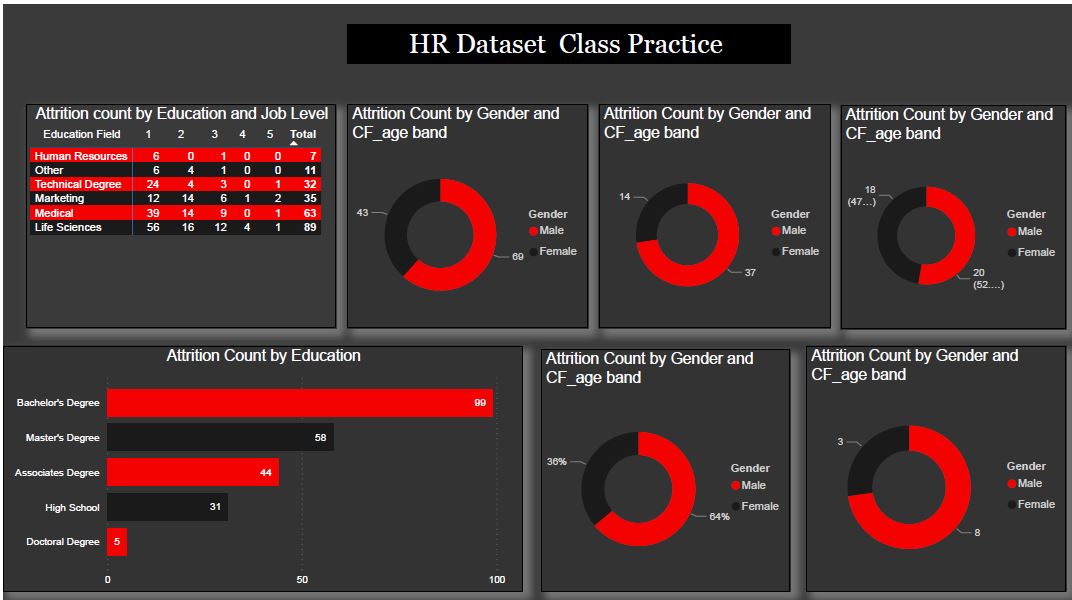 HR Dataset Class Practice
Attrition count by Education and Job Level
Education Field 1 2 3 4 5 Total
Human Resources 6 0 1 0 0 7
Other 6 4 1 0 0 11
Technical Degree 24 4 3 0 1 32
Marketing 12 14 6 1 2 35
Medical 39 14 9 0 1 63
Life Sciences 56 16 12 4 1 89
Attrition Count by Gender and
CF_age band
43
69
Gender
Male
Female
Attrition Count by Gender and
CF_age band
14
37
Gender
Male
Female
Attrition Count by Gender and
CF_age band
18
(47...)
20
(52....)
Gender
Male
Female
Attrition Count by Education
Bachelor's Degree 99
Master's Degree 58
Associates Degree 44
High School 31
Doctoral Degree 5
0 50 100
Attrition Count by Gender and
CF_age band
36%
64%
Gender
Male
Female
Attrition Count by Gender and
CF_age band
3
8
Gender
Male
Female